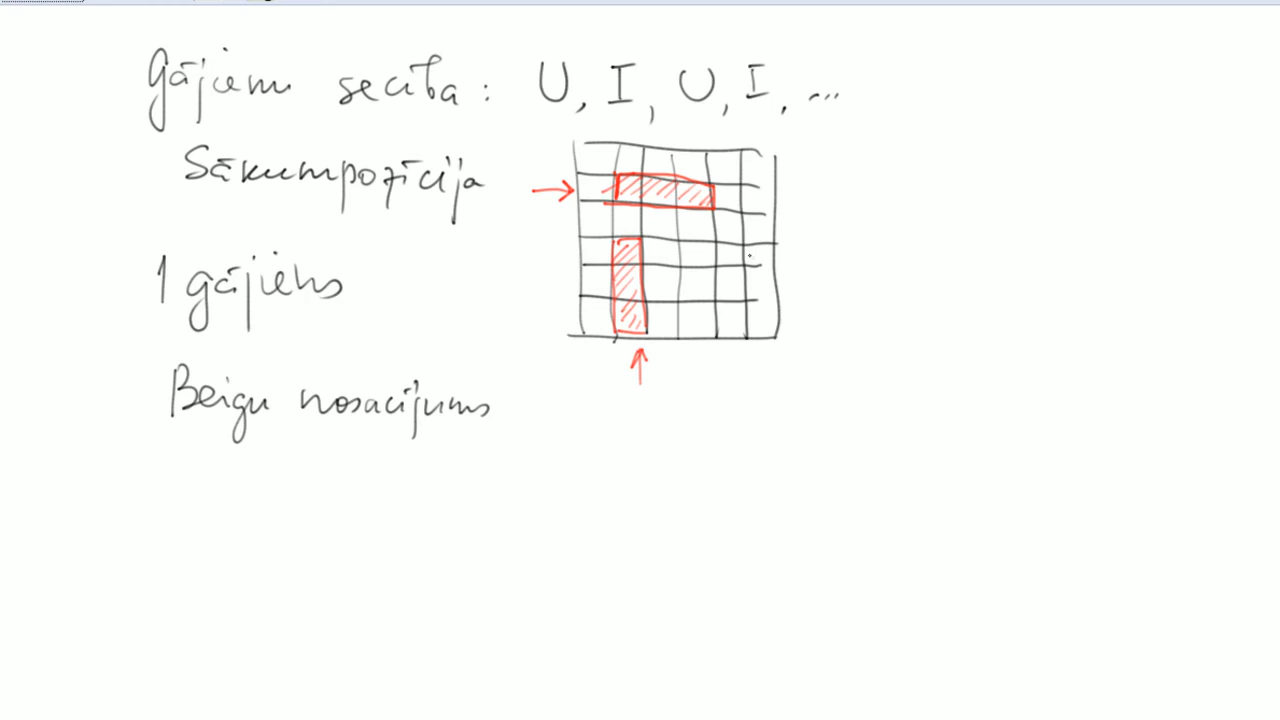 Gājienu secība: U, I, U, I, ...
Sākumpozīcija
1 gājiens
Beigu nosacījums